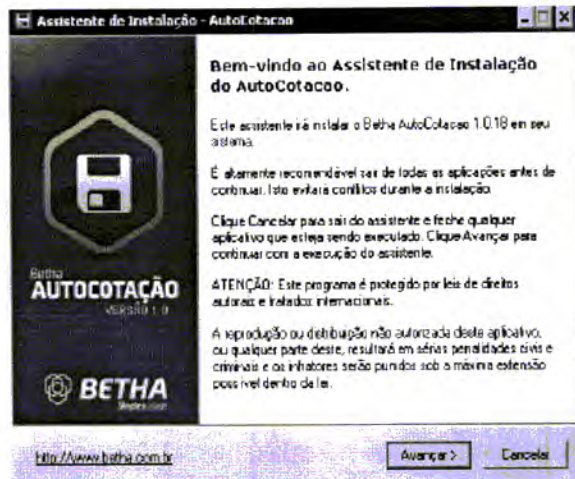 Assistente de Instalação - AutoCotacao
Bem-vindo ao Assistente de Instalação
do AutoCotacao.
Este assistente irá instalar o Betha AutoCotacao 1.0.18 em seu
sistema.
É altamente recomendável sair de todas as aplicações antes de
continuar. Isto evitará conflitos durante a instalação.
Clique Cancelar para sair do assistente e feche qualquer
aplicativo que esteja sendo executado. Clique Avançar para
continuar com a execução do assistente.
ATENÇÃO: Este programa é protegido por leis de direitos
autorais e tratados internacionais.
A reprodução ou distribuição não autorizada deste aplicativo,
ou qualquer parte deste, resultará em sérias penalidades civis e
criminais e os infratores serão punidos sob a máxima extensão
possível dentro da lei.
Betha
AUTOCOTAÇÃO
VERSÃO 1.0
BETHA
http://www.betha.com.br
Avançar >
Cancelar